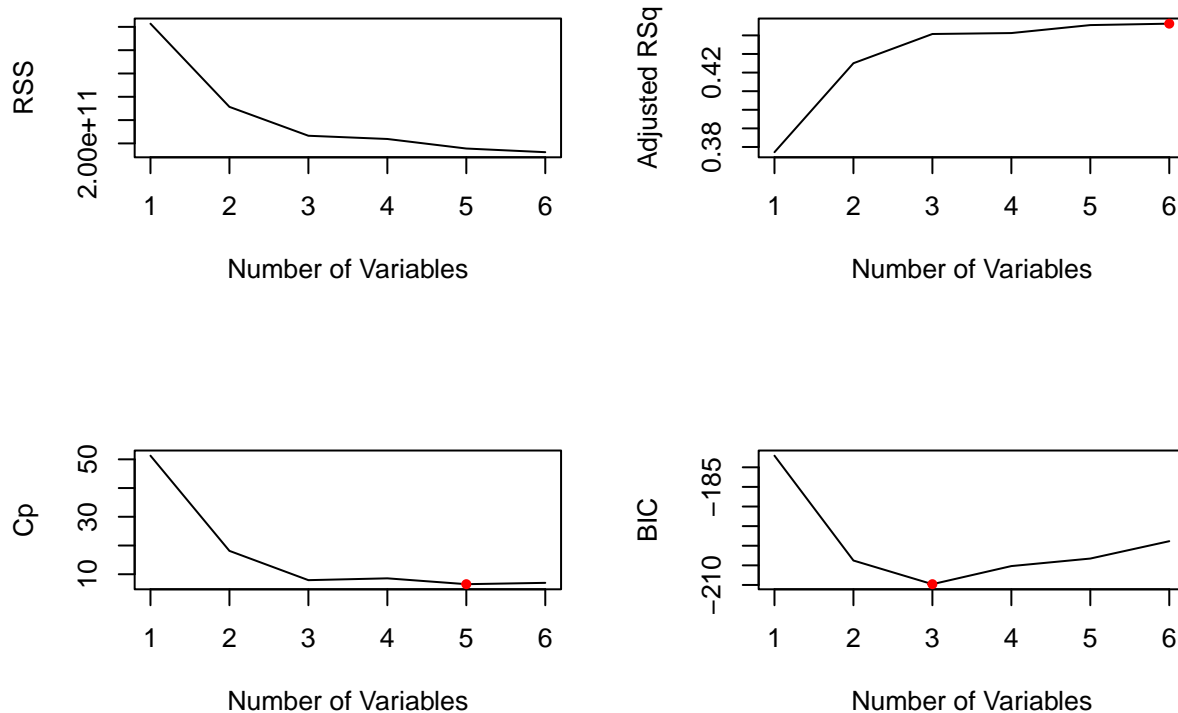 RSS
2.00e+11
1 2 3 4 5 6
Number of Variables
Adjusted RSq
0.38 0.42
1 2 3 4 5 6
Number of Variables
Cp
10 30 50
1 2 3 4 5 6
Number of Variables
BIC
−210 −185
1 2 3 4 5 6
Number of Variables